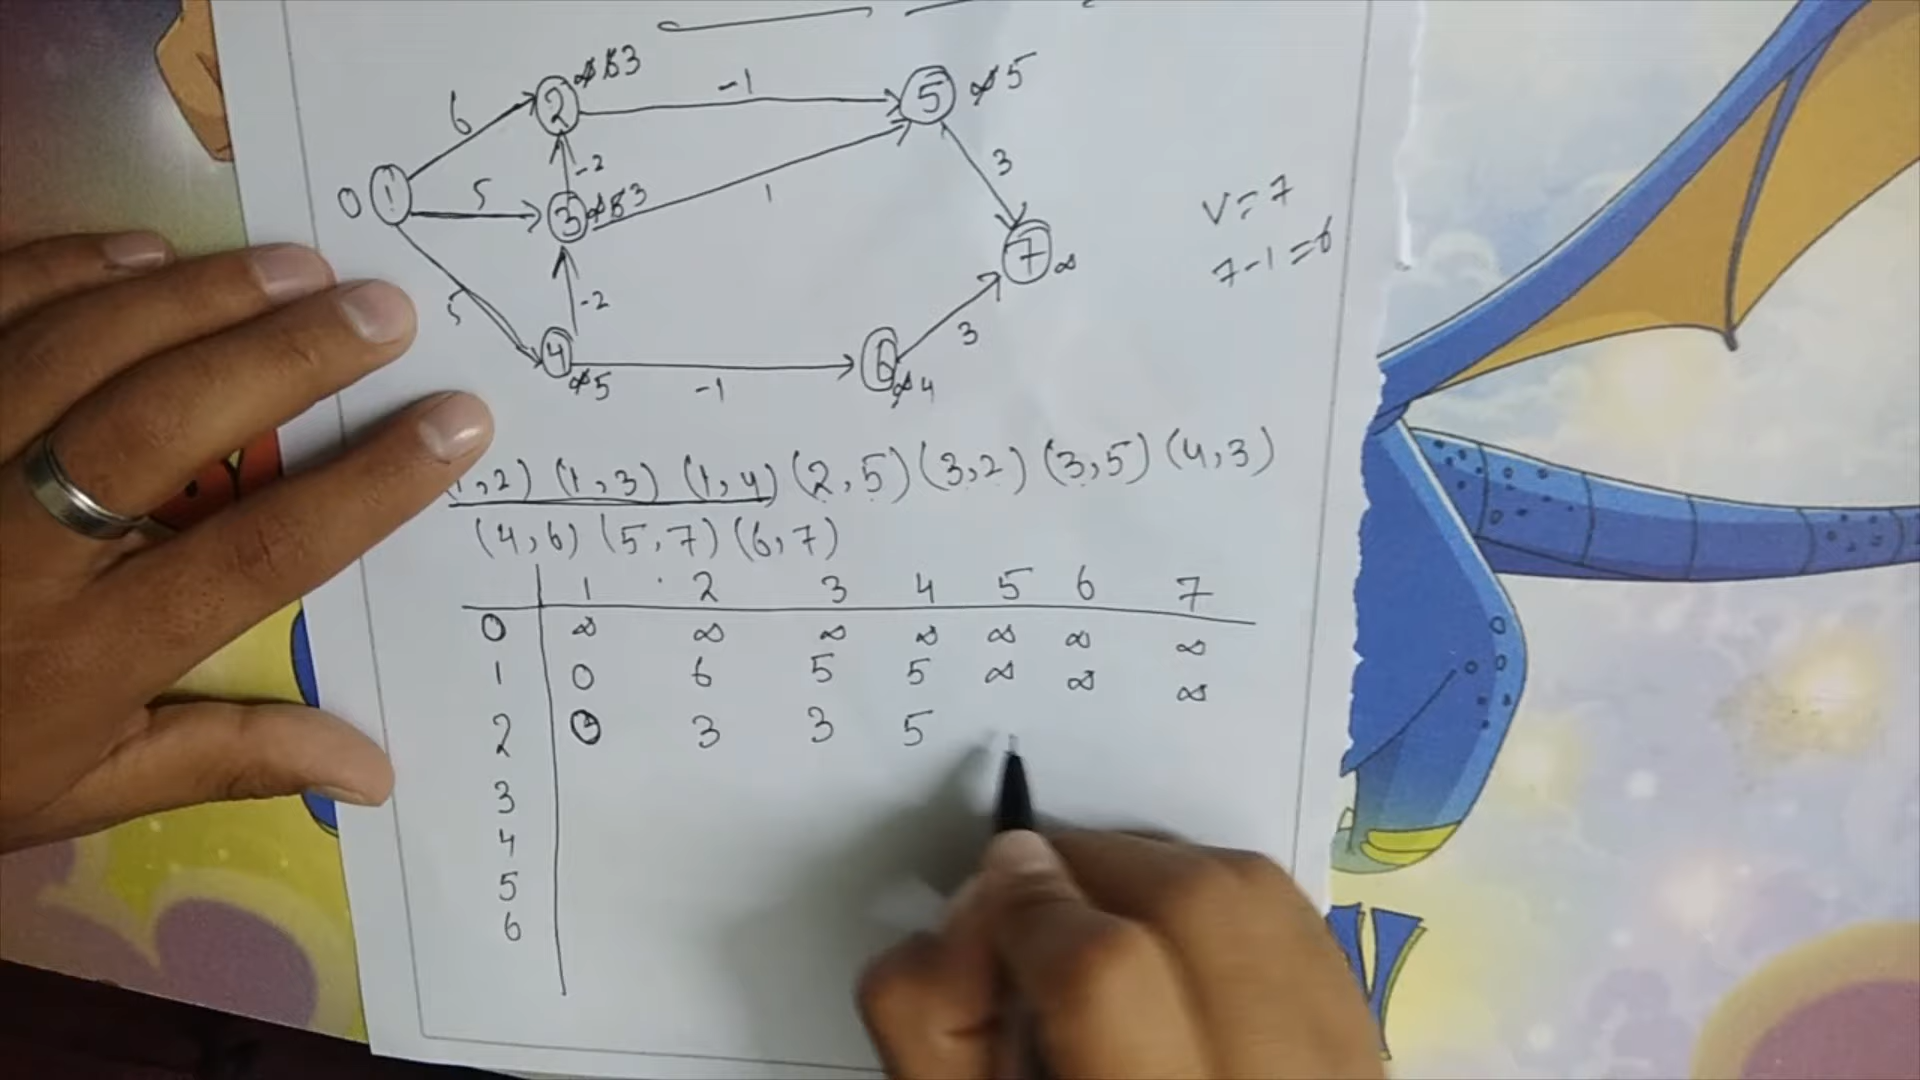 6 2 ∞ 6 3 -1 5 ∞ 5
-2 3
0 1 5 3 ∞ 5 3 1 V = 7
7 ∞ 7-1 = 6
5 -2 3
4 ∞ 5 -1 6 ∞ 4
,2) (1,3) (1,4) (2,5) (3,2) (3,5) (4,3)
(4,6) (5,7) (6,7)
1 2 3 4 5 6 7
0 ∞ ∞ ∞ ∞ ∞ ∞ ∞
1 0 6 5 5 ∞ ∞ ∞
2 0 3 3 5
3
4
5
6